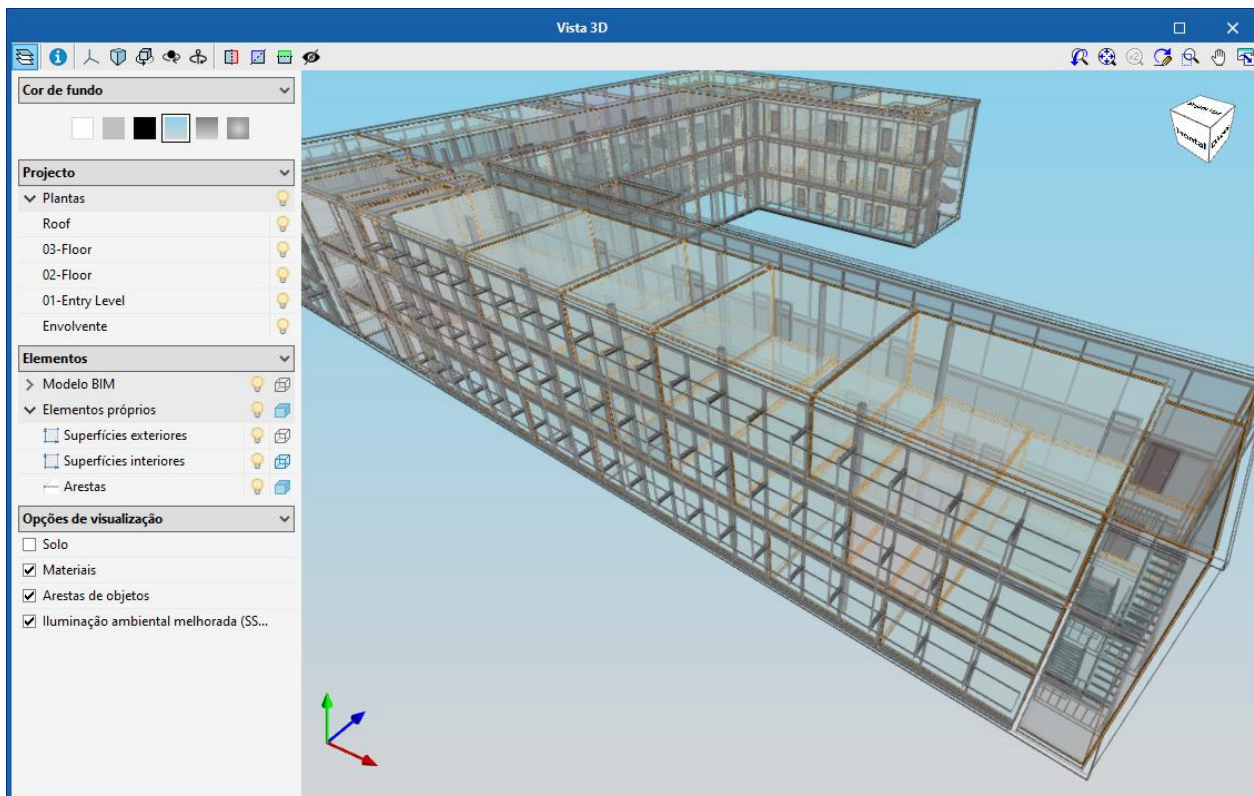 Vista 3D
Cor de fundo
Projecto
Plantas
Roof
03-Floor
02-Floor
01-Entry Level
Envolvente
Elementos
Modelo BIM
Elementos próprios
Superfícies exteriores
Superfícies interiores
Arestas
Opções de visualização
Solo
Materiais
Arestas de objetos
Iluminação ambiental melhorada (SS...
Frontal